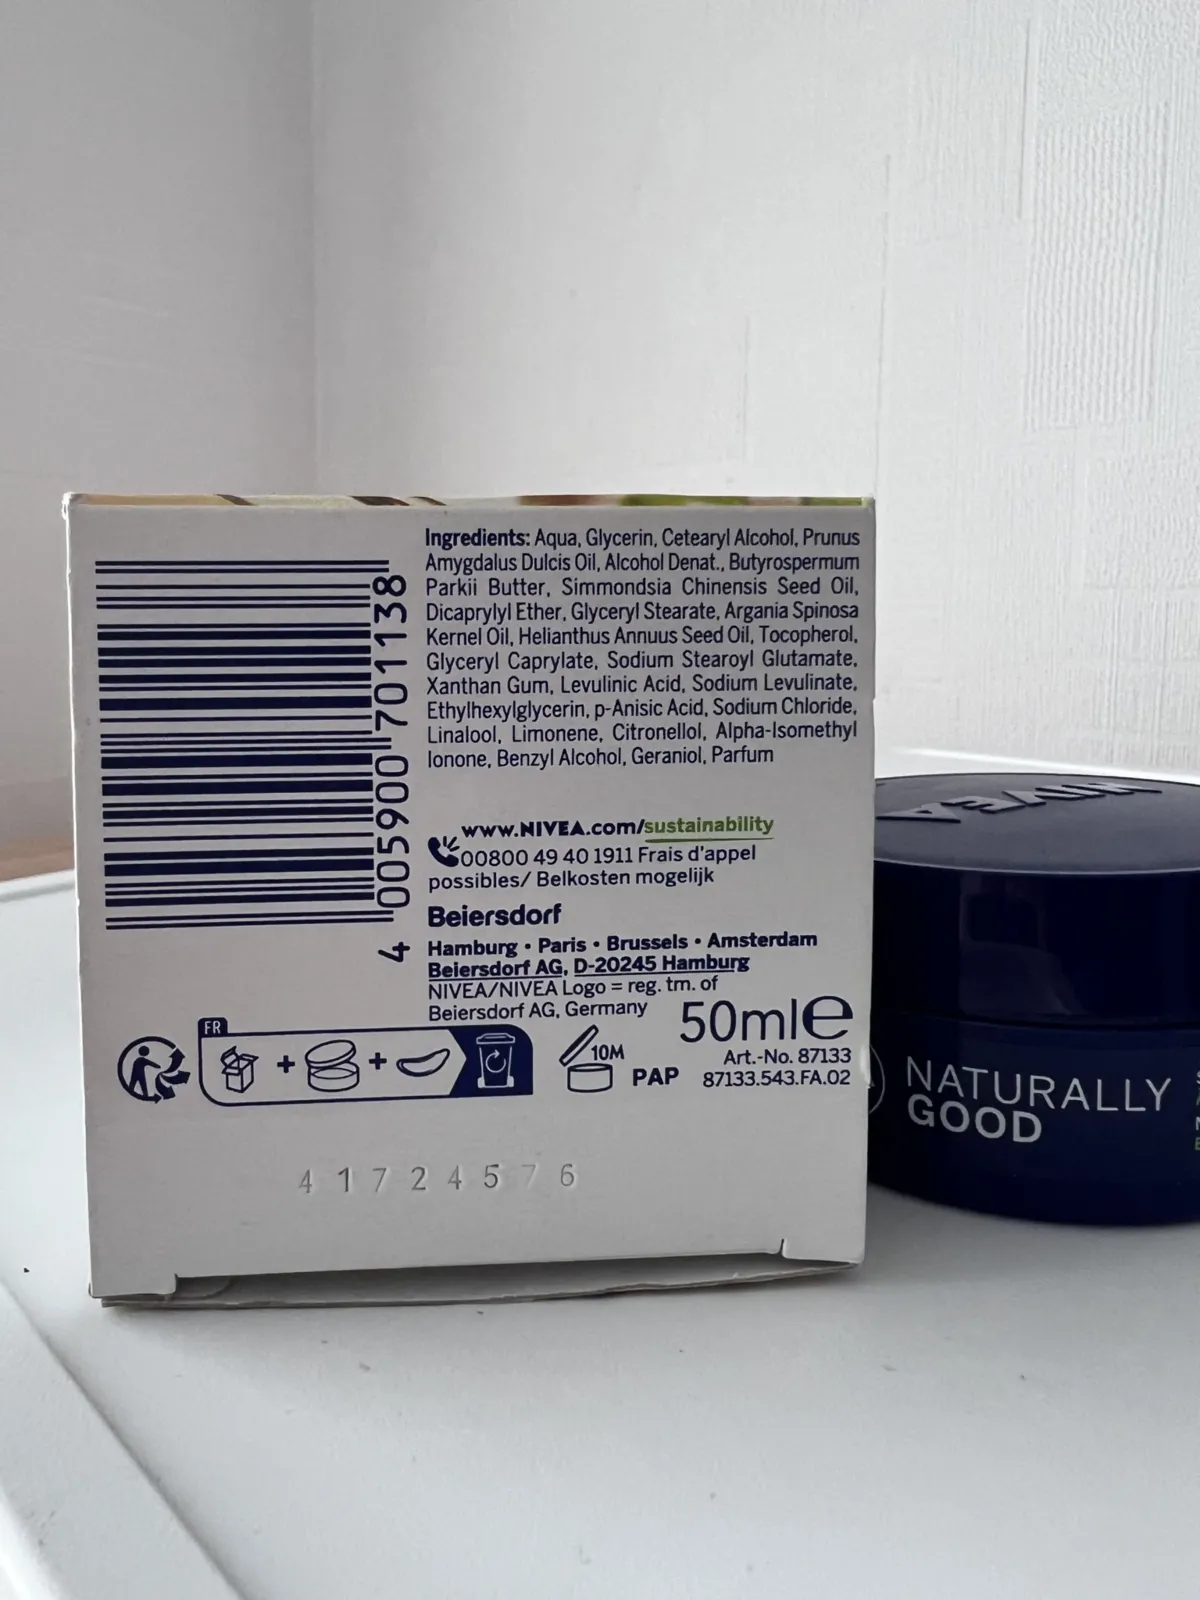 Ingredients: Aqua, Glycerin, Cetearyl Alcohol, Prunus
Amygdalus Dulcis Oil, Alcohol Denat., Butyrospermum
Parkii Butter, Simmondsia Chinensis Seed Oil,
Dicaprylyl Ether, Glyceryl Stearate, Argania Spinosa
Kernel Oil, Helianthus Annuus Seed Oil, Tocopherol,
Glyceryl Caprylate, Sodium Stearoyl Glutamate,
Xanthan Gum, Levulinic Acid, Sodium Levulinate,
Ethylhexylglycerin, p-Anisic Acid, Sodium Chloride,
Linalool, Limonene, Citronellol, Alpha-Isomethyl
Ionone, Benzyl Alcohol, Geraniol, Parfum
4 005900 701138
www.NIVEA.com/sustainability
00800 49 40 1911 Frais d'appel
possibles/ Belkosten mogelijk
Beiersdorf
Hamburg • Paris • Brussels • Amsterdam
Beiersdorf AG, D-20245 Hamburg
NIVEA/NIVEA Logo = reg. tm. of
Beiersdorf AG, Germany
50ml e
FR
10M
PAP
Art.-No. 87133
87133.543.FA.02
41724576
NIVEA
NATURALLY
GOOD